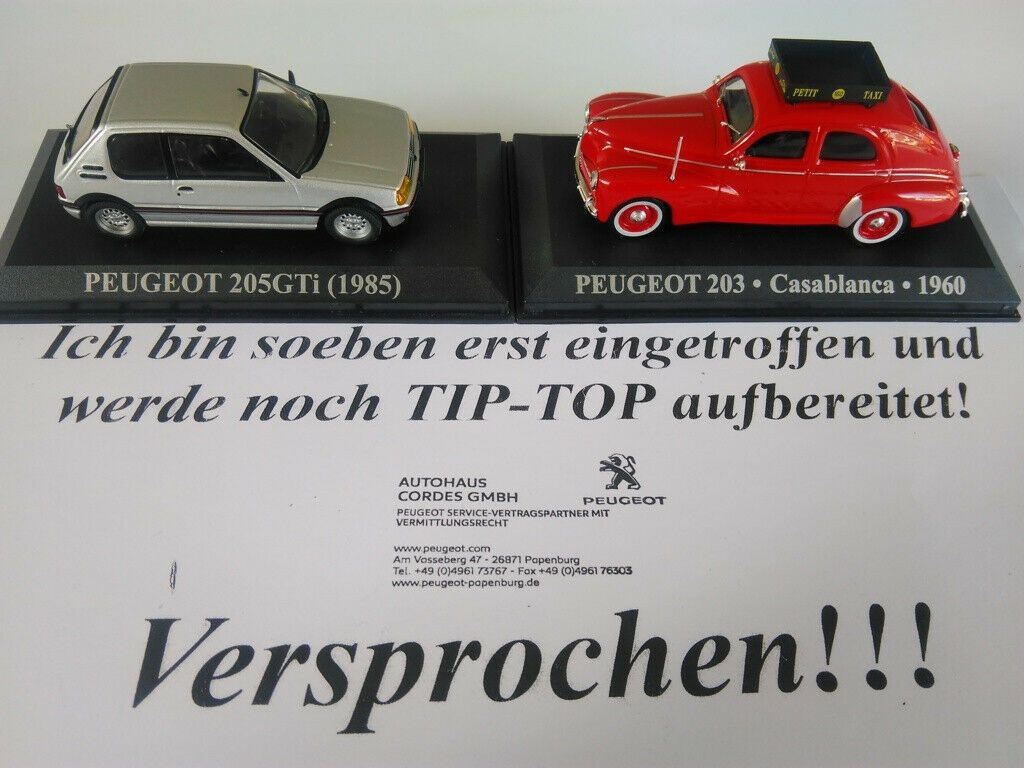 PETIT TAXI
PEUGEOT 205GTi (1985)
PEUGEOT 203 • Casablanca • 1960
Ich bin soeben erst eingetroffen und
werde noch TIP-TOP aufbereitet!
AUTOHAUS
CORDES GMBH
PEUGEOT
PEUGEOT SERVICE-VERTRAGSPARTNER MIT
VERMITTLUNGSRECHT
www.peugeot.com
Am Vosseberg 47 - 26871 Papenburg
Tel. +49 (0)4961 73767 - Fax +49 (0)4961 76303
www.peugeot-papenburg.de
Versprochen!!!